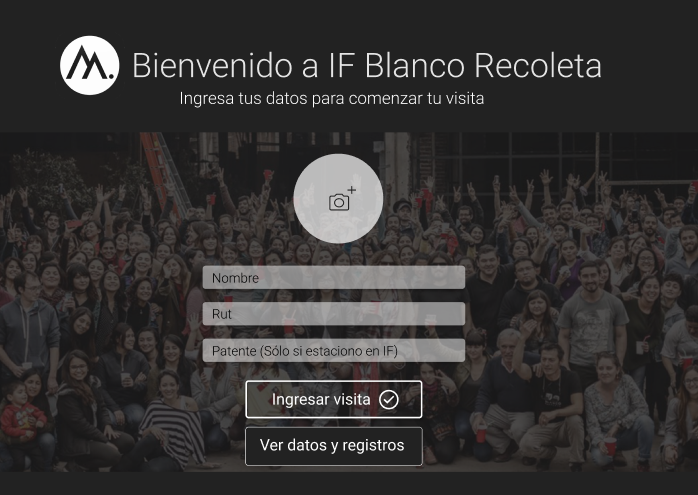 M.
Bienvenido a IF Blanco Recoleta
Ingresa tus datos para comenzar tu visita
Nombre
Rut
Patente (Sólo si estaciono en IF)
Ingresar visita
Ver datos y registros